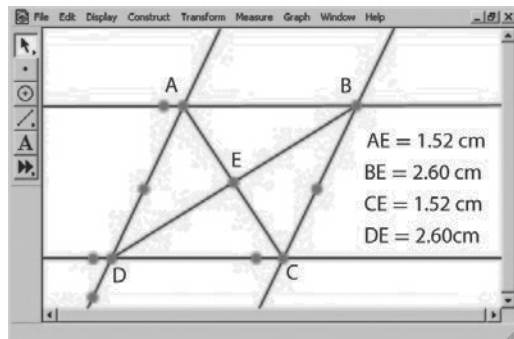 File Edit Display Construct Transform Measure Graph Window Help
A
B
A
E
AE = 1.52 cm
BE = 2.60 cm
CE = 1.52 cm
DE = 2.60cm
D
C